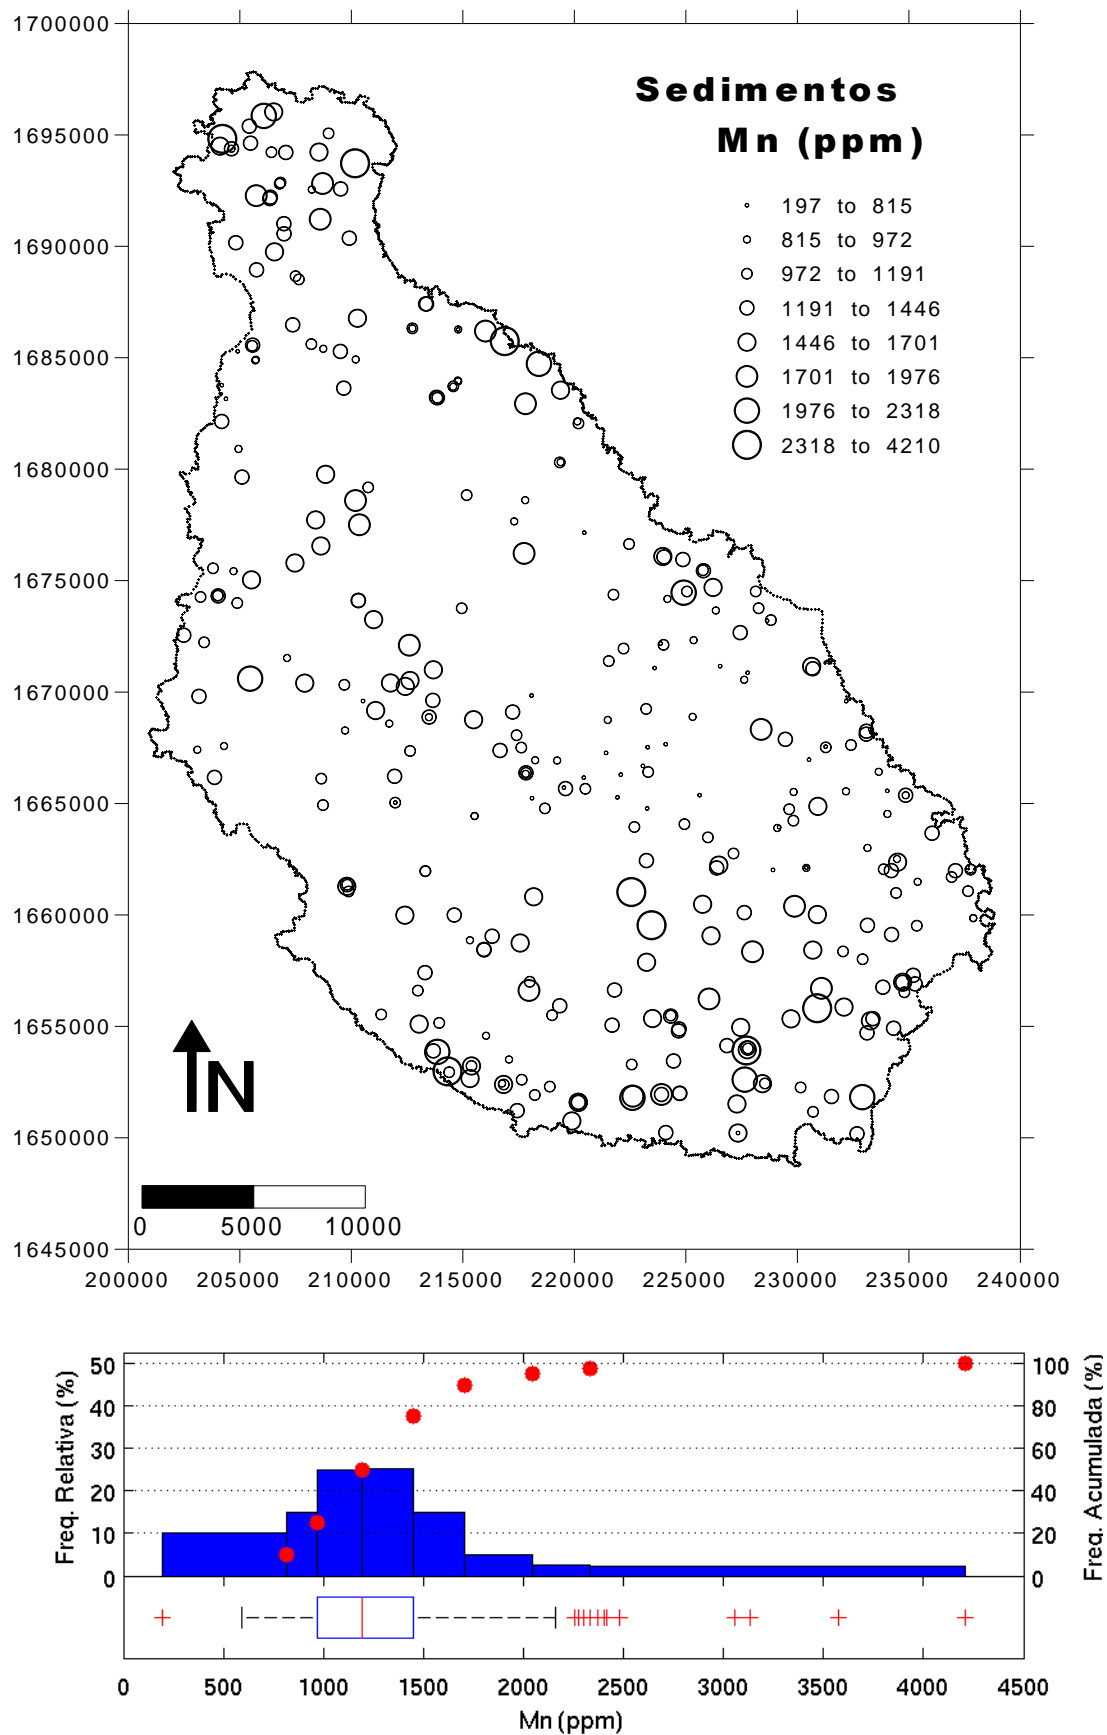 1700000
Sedimentos
Mn (ppm)
1695000
197 to 815
815 to 972
1690000
972 to 1191
1191 to 1446
1446 to 1701
1685000
1701 to 1976
1976 to 2318
2318 to 4210
1680000
1675000
1670000
1665000
1660000
1655000
N
1650000
0 5000 10000
1645000
200000 205000 210000 215000 220000 225000 230000 235000 240000
Freq. Relativa (%)
50
40
30
20
10
0
100
80
60
40
20
0
Freq. Acumulada (%)
0 500 1000 1500 2000 2500 3000 3500 4000 4500
Mn (ppm)